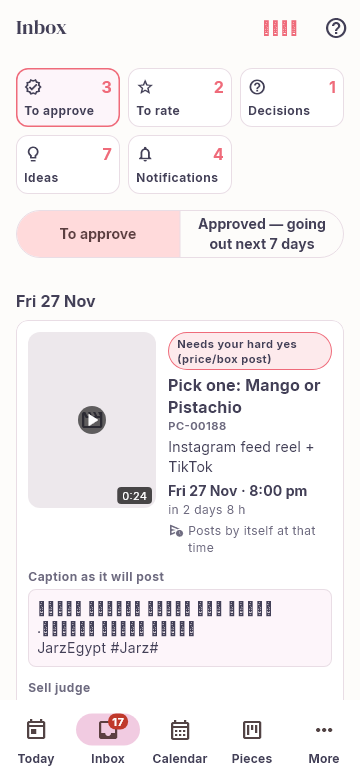 Inbox
3
To approve
2
To rate
1
Decisions
7
Ideas
4
Notifications
To approve
Approved — going
out next 7 days
Fri 27 Nov
Needs your hard yes
(price/box post)
Pick one: Mango or
Pistachio
PC-00188
Instagram feed reel +
TikTok
Fri 27 Nov · 8:00 pm
in 2 days 8 h
Posts by itself at that
time
0:24
Caption as it will post
JarzEgypt #Jarz#
Sell judge
Today
17
Inbox
Calendar
Pieces
More